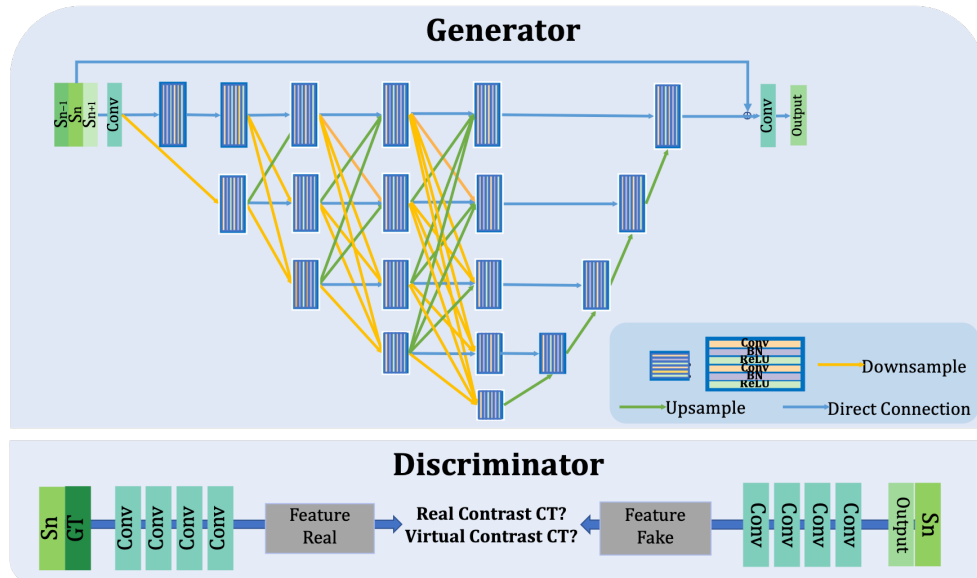 Generator
Sn−1
Sn
Sn+1
Conv
Conv
Output
Conv
BN
ReLU
Conv
BN
ReLU
Downsample
Upsample
Direct Connection
Discriminator
Sn
GT
Conv
Conv
Conv
Conv
Feature
Real
Real Contrast CT?
Virtual Contrast CT?
Feature
Fake
Conv
Conv
Conv
Conv
Output
Sn